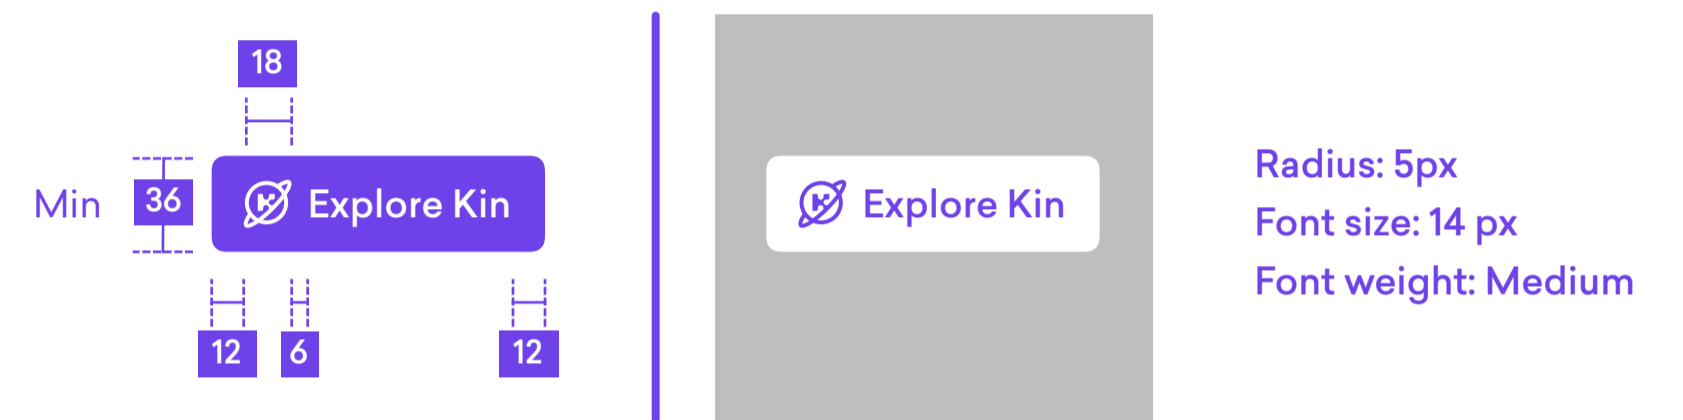 18
Min
36
Explore Kin
12
6
12
Explore Kin
Radius: 5px
Font size: 14 px
Font weight: Medium